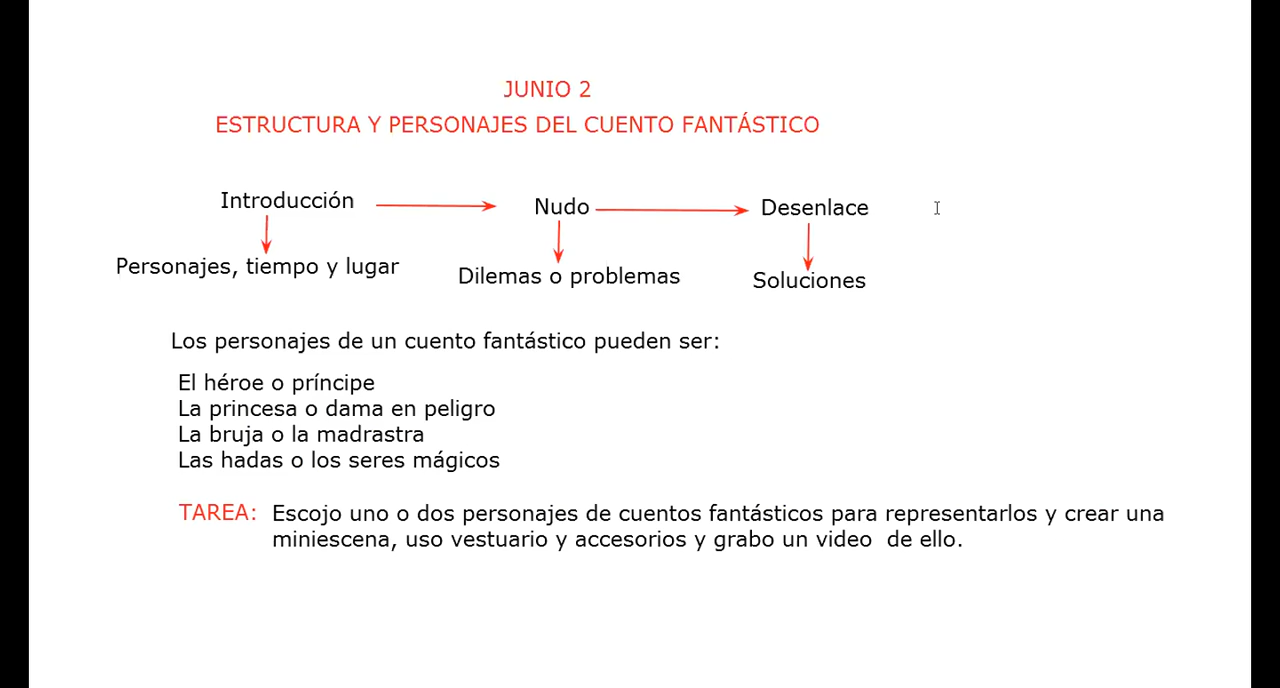 JUNIO 2
ESTRUCTURA Y PERSONAJES DEL CUENTO FANTÁSTICO
Introducción
Nudo
Desenlace
Personajes, tiempo y lugar
Dilemas o problemas
Soluciones
Los personajes de un cuento fantástico pueden ser:
El héroe o príncipe
La princesa o dama en peligro
La bruja o la madrastra
Las hadas o los seres mágicos
TAREA: Escojo uno o dos personajes de cuentos fantásticos para representarlos y crear una
miniescena, uso vestuario y accesorios y grabo un video de ello.